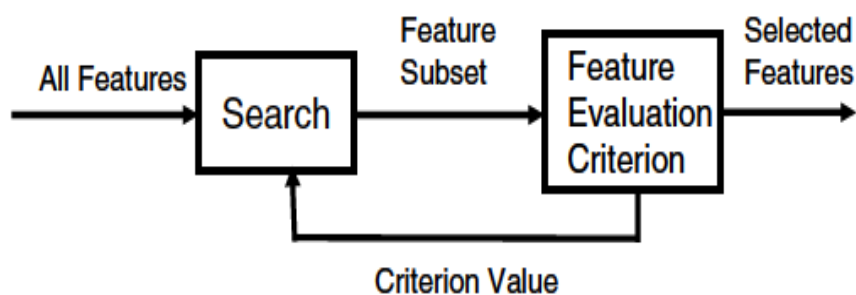 All Features
Search
Feature
Subset
Feature
Evaluation
Criterion
Selected
Features
Criterion Value